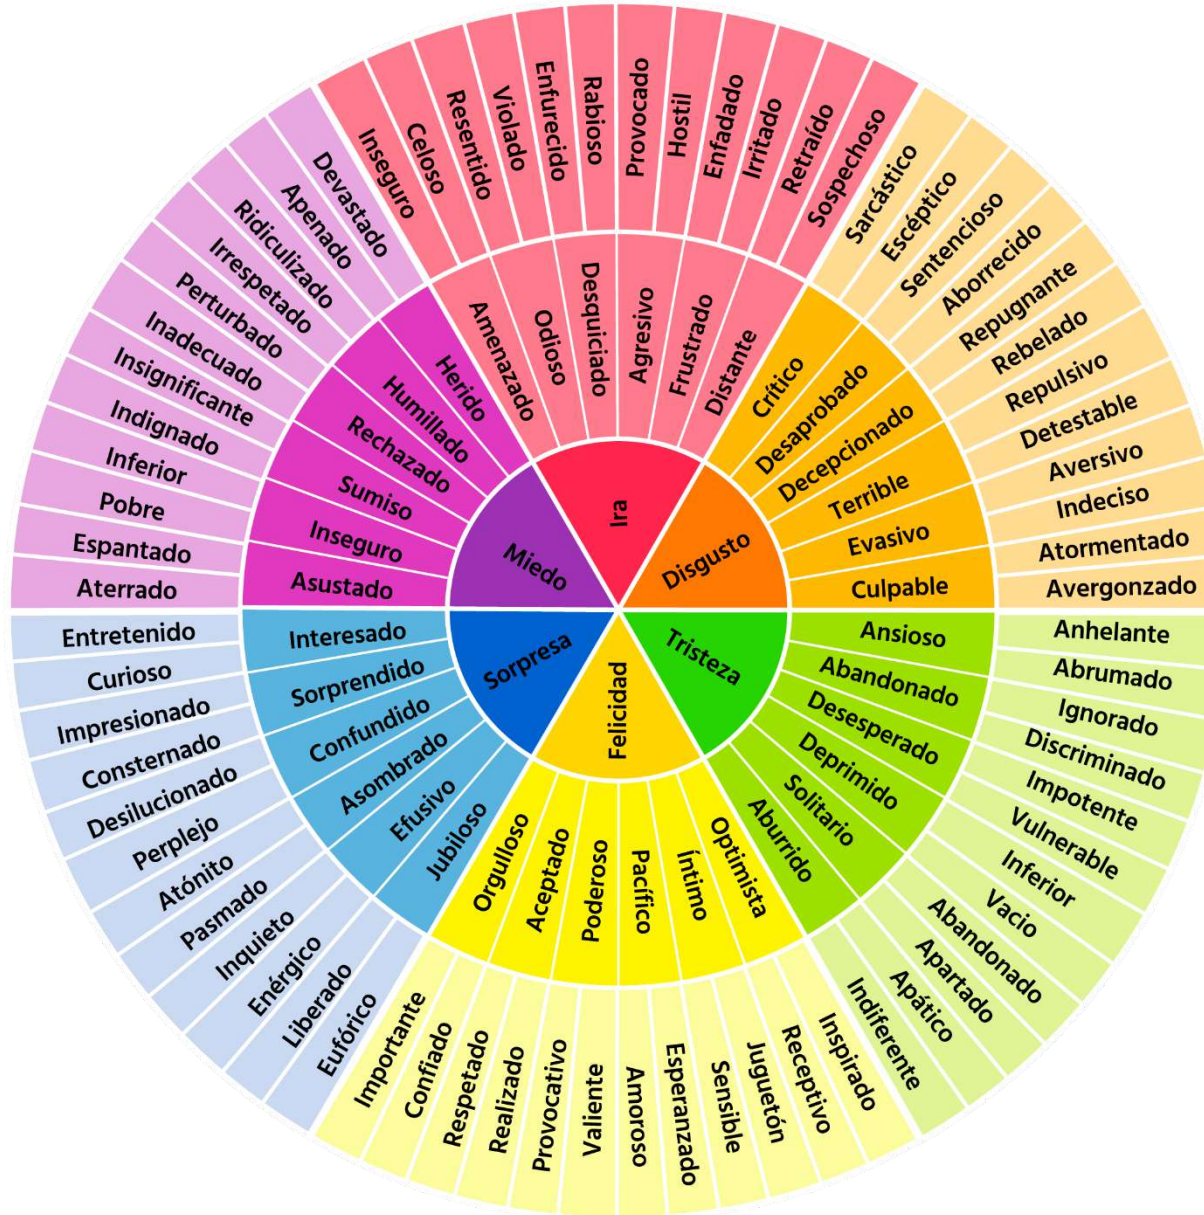 Ira
Disgusto
Tristeza
Felicidad
Sorpresa
Miedo
Amenazado
Odioso
Desquiciado
Agresivo
Frustrado
Distante
Crítico
Desaprobado
Decepcionado
Terrible
Evasivo
Culpable
Ansioso
Abandonado
Desesperado
Deprimido
Solitario
Aburrido
Optimista
Íntimo
Pacífico
Poderoso
Aceptado
Orgulloso
Jubiloso
Efusivo
Asombrado
Confundido
Sorprendido
Interesado
Asustado
Inseguro
Sumiso
Rechazado
Humillado
Herido
Inseguro
Celoso
Resentido
Violado
Enfurecido
Rabioso
Provocado
Hostil
Enfadado
Irritado
Retraído
Sospechoso
Sarcástico
Escéptico
Sentencioso
Aborrecido
Repugnante
Rebelado
Repulsivo
Detestable
Aversivo
Indeciso
Atormentado
Avergonzado
Anhelante
Abrumado
Ignorado
Discriminado
Impotente
Vulnerable
Inferior
Vacio
Abandonado
Apartado
Apático
Indiferente
Inspirado
Receptivo
Juguetón
Sensible
Esperanzado
Amoroso
Valiente
Provocativo
Realizado
Respetado
Confiado
Importante
Eufórico
Liberado
Enérgico
Inquieto
Pasmado
Atónito
Perplejo
Desilucionado
Consternado
Impresionado
Curioso
Entretenido
Aterrado
Espantado
Pobre
Inferior
Indignado
Insignificante
Inadecuado
Perturbado
Irrespetado
Ridiculizado
Apenado
Devastado